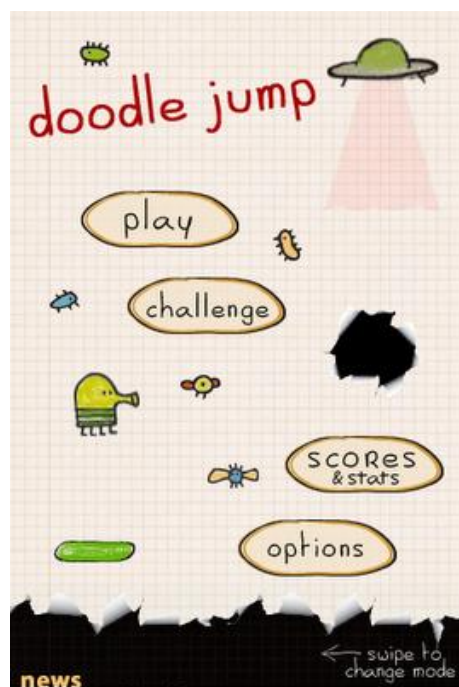 doodle jump
play
challenge
scores
& stats
options
swipe to
change mode
news